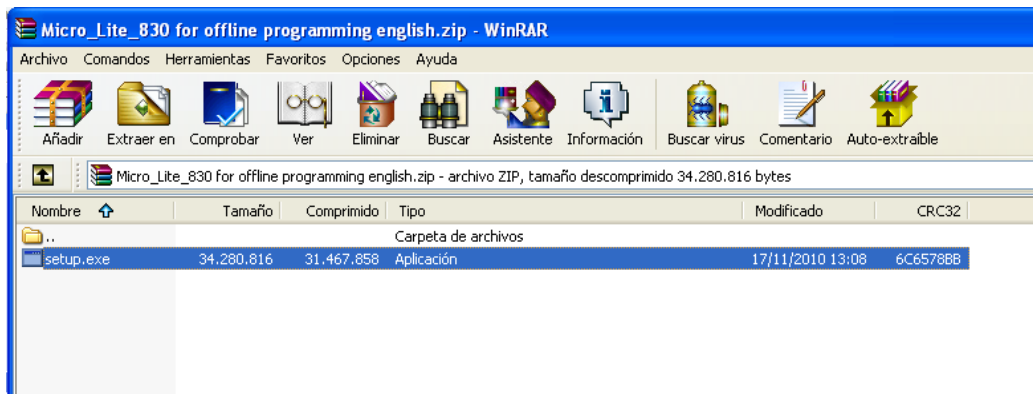 Micro_Lite_830 for offline programming english.zip - WinRAR
Archivo Comandos Herramientas Favoritos Opciones Ayuda
Añadir Extraer en Comprobar Ver Eliminar Buscar Asistente Información Buscar virus Comentario Auto-extraíble
Micro_Lite_830 for offline programming english.zip - archivo ZIP, tamaño descomprimido 34.280.816 bytes
Nombre Tamaño Comprimido Tipo Modificado CRC32
.. Carpeta de archivos
setup.exe 34.280.816 31.467.858 Aplicación 17/11/2010 13:08 6C6578BB